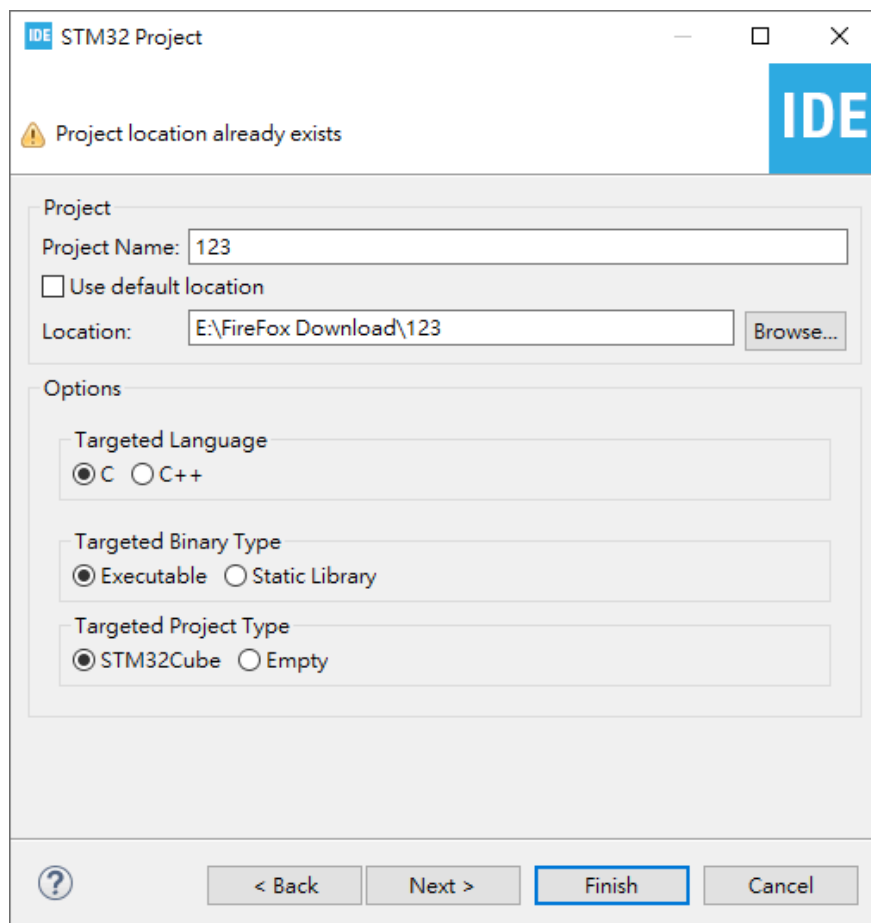 IDE STM32 Project
IDE
Project location already exists
Project
Project Name: 123
Use default location
Location: E:\FireFox Download\123 Browse...
Options
Targeted Language
C C++
Targeted Binary Type
Executable Static Library
Targeted Project Type
STM32Cube Empty
? < Back Next > Finish Cancel